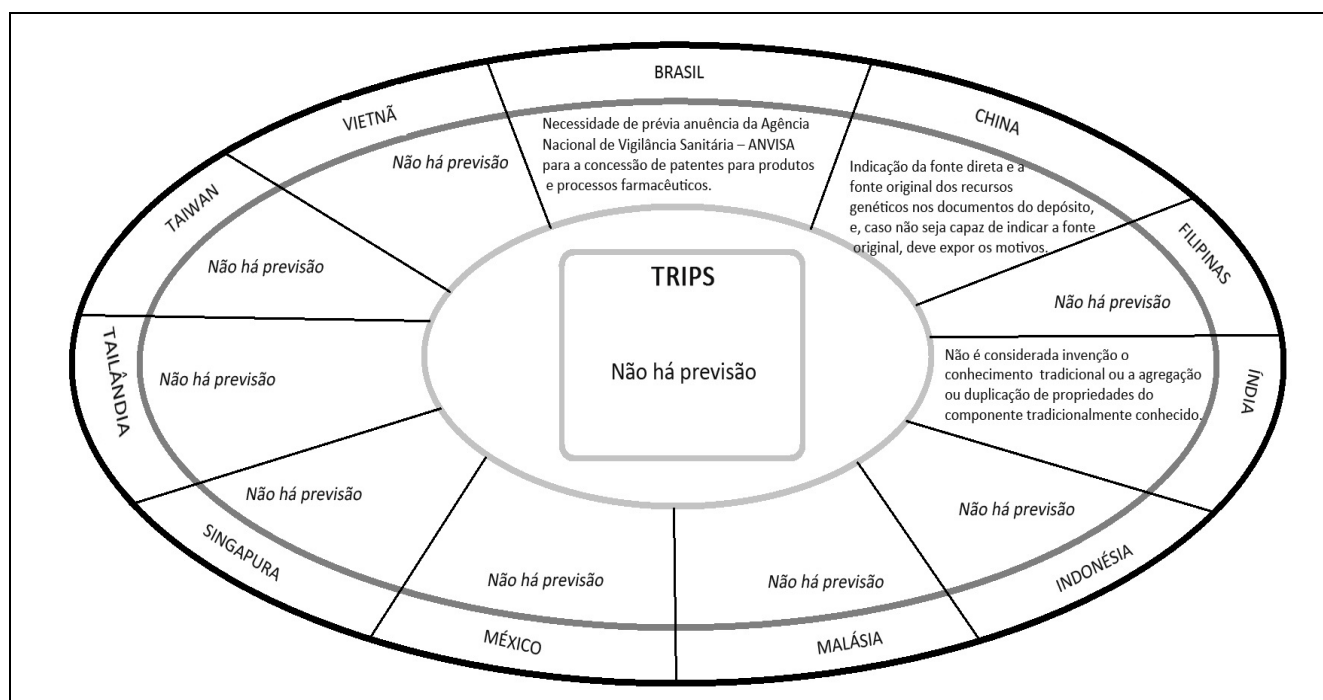 BRASIL
Necessidade de prévia anuência da Agência
Nacional de Vigilância Sanitária – ANVISA
para a concessão de patentes para produtos
e processos farmacêuticos.
CHINA
Indicação da fonte direta e a
fonte original dos recursos
genéticos nos documentos do depósito,
e, caso não seja capaz de indicar a fonte
original, deve expor os motivos.
FILIPINAS
Não há previsão
ÍNDIA
Não é considerada invenção o
conhecimento tradicional ou a agregação
ou duplicação de propriedades do
componente tradicionalmente conhecido.
INDONÉSIA
Não há previsão
MALÁSIA
Não há previsão
MÉXICO
Não há previsão
SINGAPURA
Não há previsão
TAILÂNDIA
Não há previsão
TAIWAN
Não há previsão
VIETNÃ
Não há previsão
TRIPS
Não há previsão